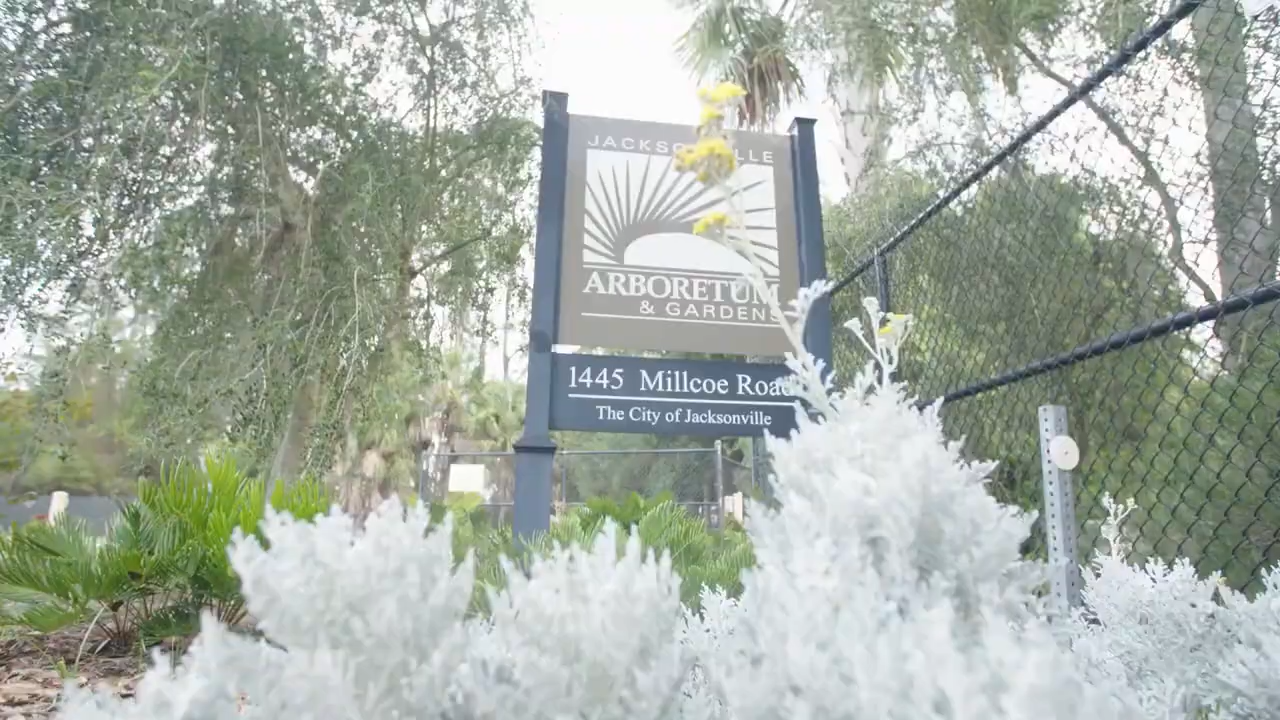 JACKSONVILLE
ARBORETUM
& GARDENS
1445 Millcoe Road
The City of Jacksonville